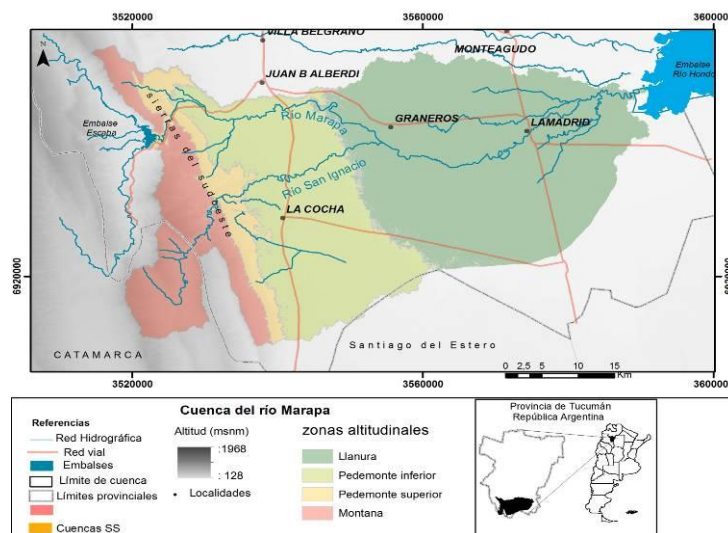 3520000
3560000
360000
N
VILLA BELGRANO
MONTEAGUDO
JUAN B ALBERDI
Embalse
Río Hondo
sierras del sudoeste
Embalse
Escaba
Río Marapa
GRANEROS
LAMADRID
Río San Ignacio
LA COCHA
6920000
6920000
Santiago del Estero
CATAMARCA
0 2,5 5 10 15
Km
3520000
3560000
360000
Referencias
Red Hidrográfica
Red vial
Embalses
Límite de cuenca
Límites provinciales
Cuencas SS
Cuenca del río Marapa
Altitud (msnm)
:1968
: 128
Localidades
zonas altitudinales
Llanura
Pedemonte inferior
Pedemonte superior
Montana
Provincia de Tucumán
República Argentina